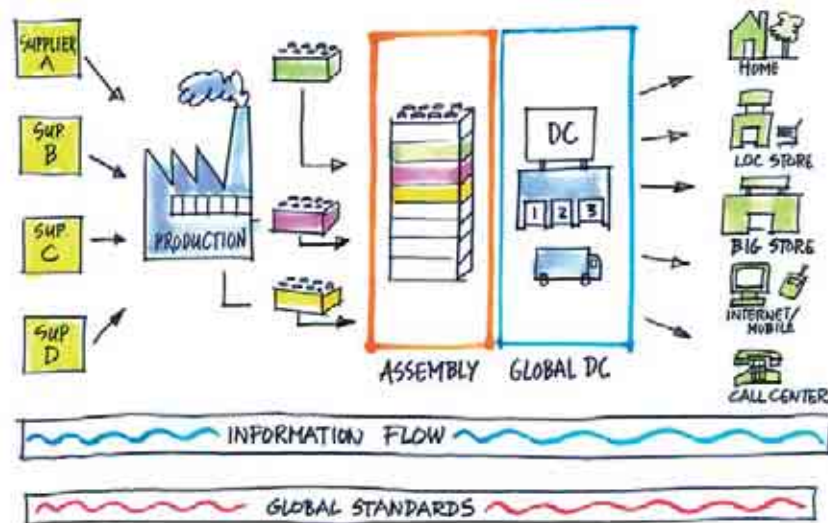 SUPPLIER
A
SUP.
B
SUP
C
SUP
D
PRODUCTION
ASSEMBLY
DC
1 2 3
GLOBAL DC
HOME
LOC STORE
BIG STORE
INTERNET/
MOBILE
CALL CENTER
INFORMATION FLOW
GLOBAL STANDARDS